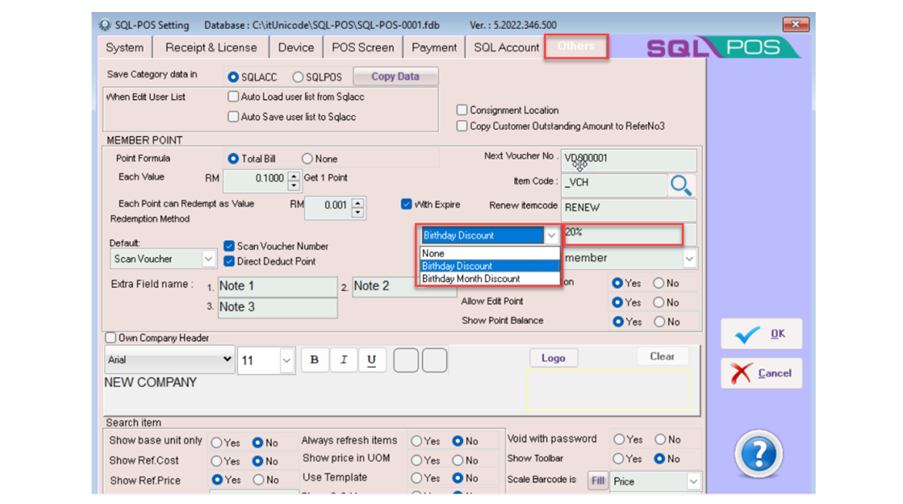 SQL-POS Setting Database : C:\itUnicode\SQL-POS\SQL-POS-0001.fdb Ver. : 5.2022.346.500
System Receipt & License Device POS Screen Payment SQL Account Others SQL POS
Save Category data in SQLACC SQLPOS Copy Data
When Edit User List Auto Load user list from Sqlacc
Auto Save user list to Sqlacc
Consignment Location
Copy Customer Outstanding Amount to ReferNo3
MEMBER POINT
Point Formula Total Bill None Next Voucher No . VD900001
Each Value RM 0.1000 Get 1 Point Item Code : _VCH
Each Point can Redempt as Value RM 0.001 With Expire Renew itemcode RENEW
Redemption Method
Birthday Discount 20%
Default: Scan Voucher Number None
Scan Voucher Direct Deduct Point Birthday Discount member
Birthday Month Discount
Extra Field name : 1. Note 1 2. Note 2 on Yes No
3. Note 3 Allow Edit Point Yes No
Show Point Balance Yes No
Own Company Header
Arial 11 B I U Logo Clear
NEW COMPANY
OK
Cancel
Search item
Show base unit only Yes No Always refresh items Yes No Void with password Yes No
Show Ref.Cost Yes No Show price in UOM Yes No Show Toolbar Yes No
Show Ref.Price Yes No Use Template Yes No Scale Barcode is Fill Price
?